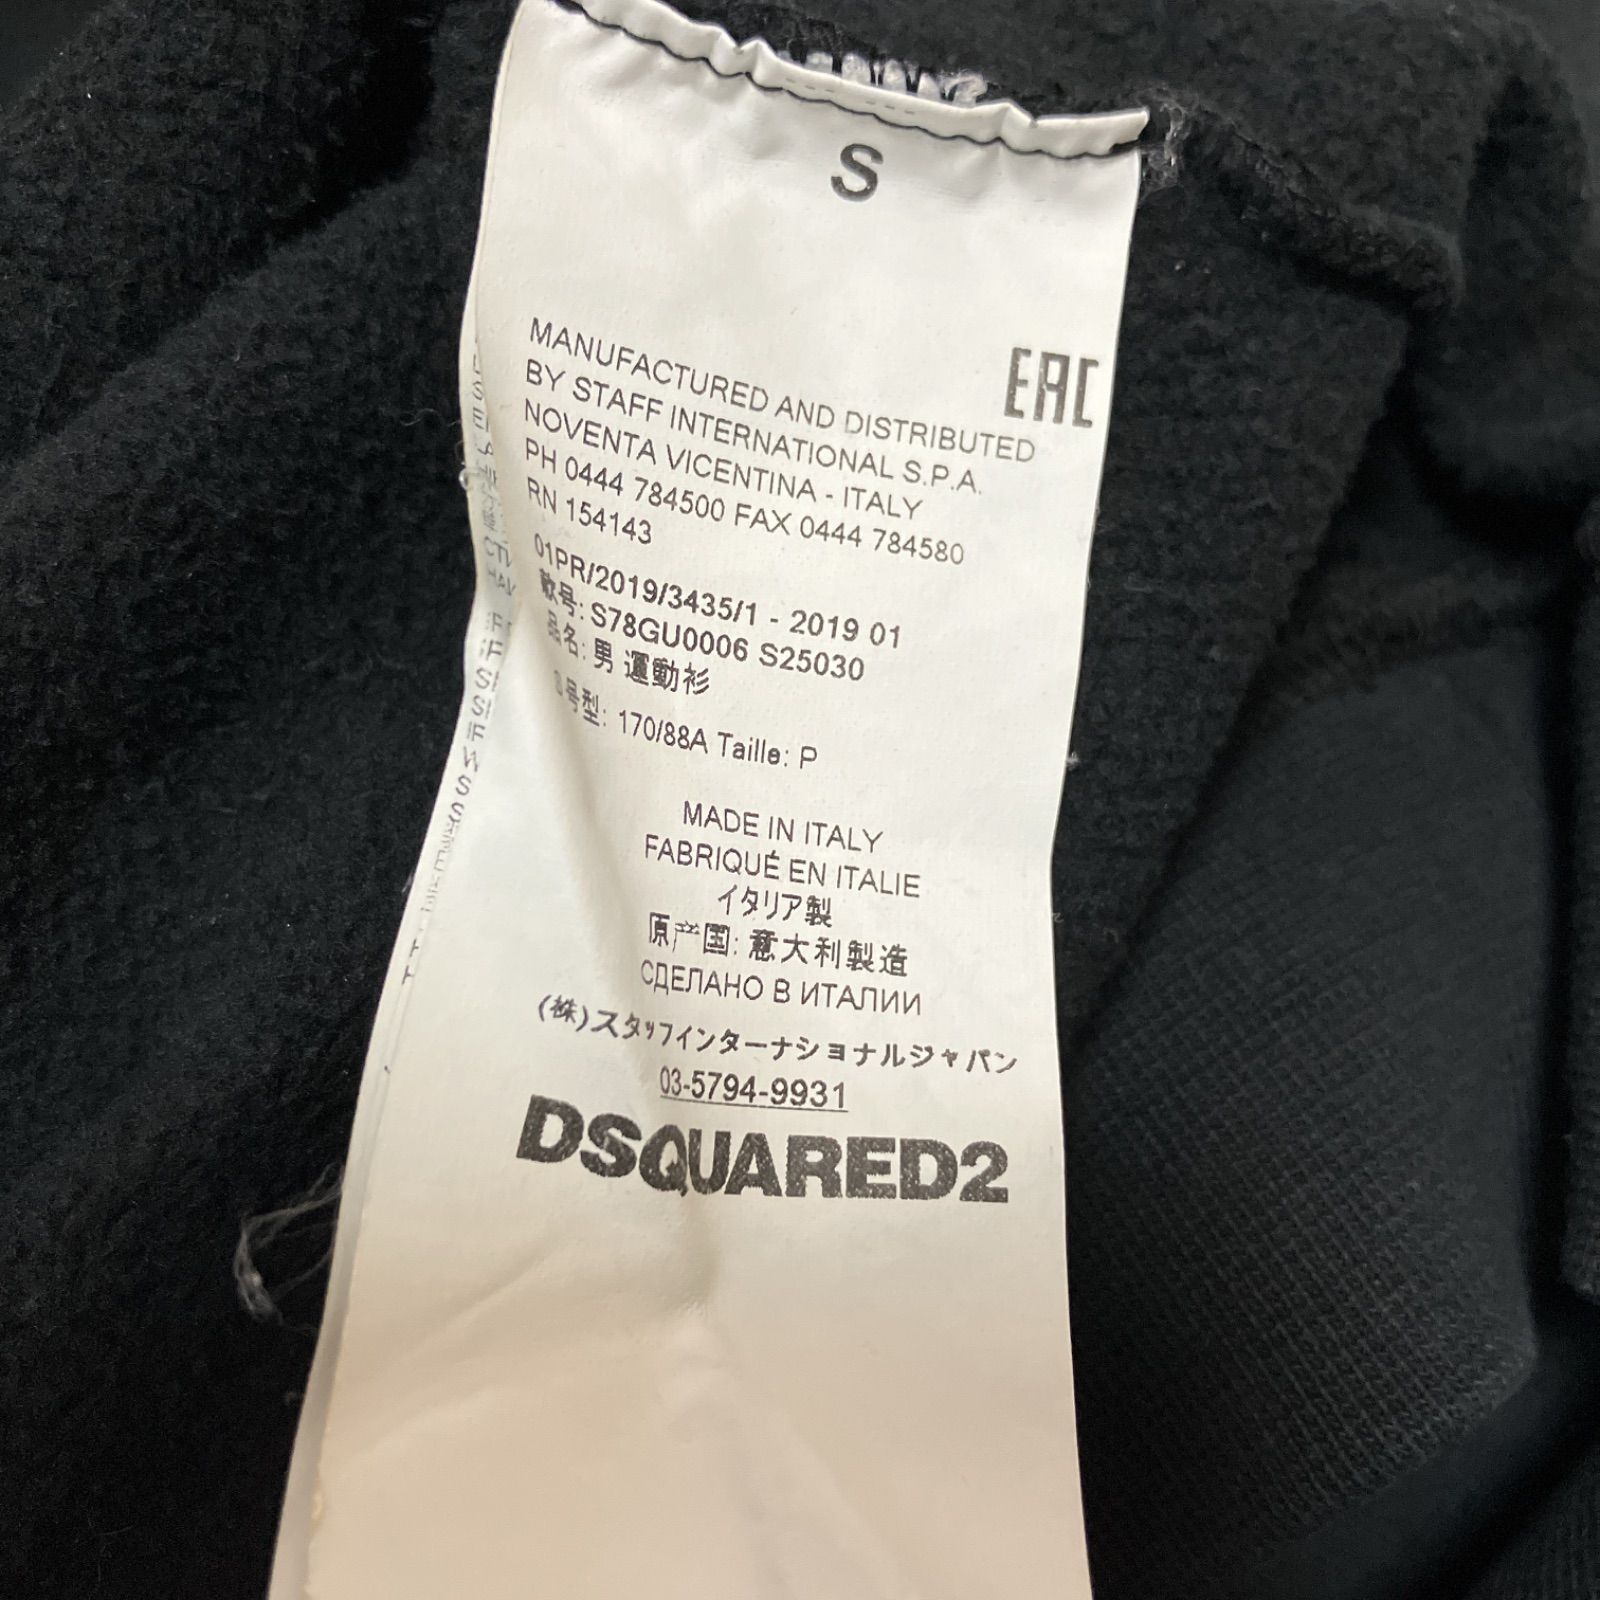 S
EAC
MANUFACTURED AND DISTRIBUTED
BY STAFF INTERNATIONAL S.P.A.
NOVENTA VICENTINA - ITALY
PH 0444 784500 FAX 0444 784580
RN 154143
01PR/2019/3435/1 - 2019 01
款号: S78GU0006 S25030
品名: 男 運動衫
号型: 170/88A Taille: P
MADE IN ITALY
FABRIQUÉ EN ITALIE
イタリア製
原产国: 意大利製造
СДЕЛАНО В ИТАЛИИ
(株)スタッフインターナショナルジャパン
03-5794-9931
DSQUARED2